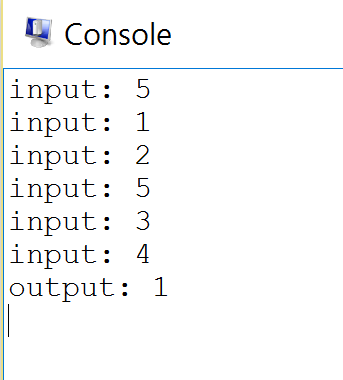 Console
input: 5
input: 1
input: 2
input: 5
input: 3
input: 4
output: 1